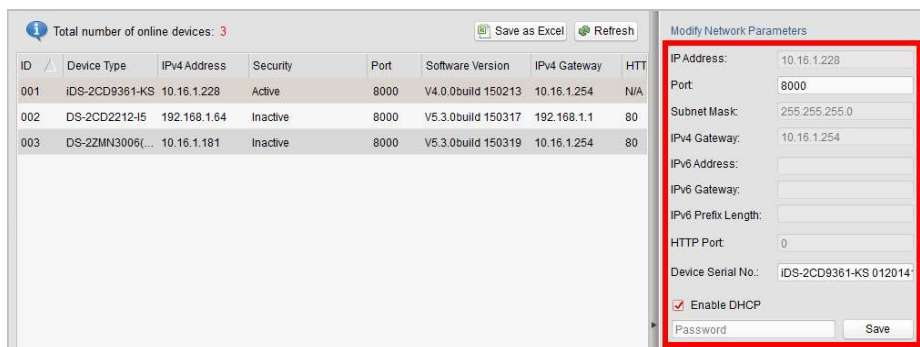 Total number of online devices: 3
Save as Excel
Refresh
ID Device Type IPv4 Address Security Port Software Version IPv4 Gateway HTT
001 iDS-2CD9361-KS 10.16.1.228 Active 8000 V4.0.0build 150213 10.16.1.254 N/A
002 DS-2CD2212-I5 192.168.1.64 Inactive 8000 V5.3.0build 150317 192.168.1.1 80
003 DS-2ZMN3006(... 10.16.1.181 Inactive 8000 V5.3.0build 150319 10.16.1.254 80
Modify Network Parameters
IP Address: 10.16.1.228
Port: 8000
Subnet Mask: 255.255.255.0
IPv4 Gateway: 10.16.1.254
IPv6 Address:
IPv6 Gateway:
IPv6 Prefix Length:
HTTP Port: 0
Device Serial No.: iDS-2CD9361-KS 012014
Enable DHCP
Password
Save